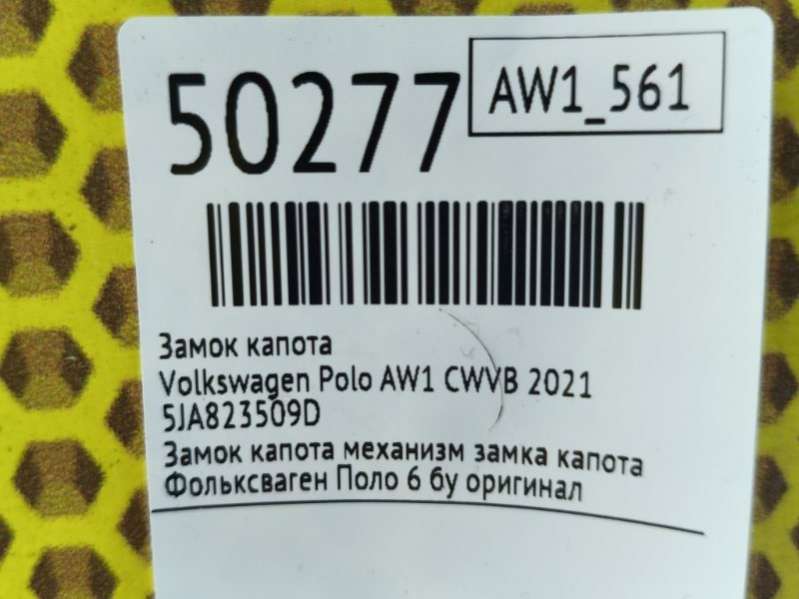 50277
AW1_561
Замок капота
Volkswagen Polo AW1 CWVB 2021
5JA823509D
Замок капота механизм замка капота
Фольксваген Поло 6 бу оригинал